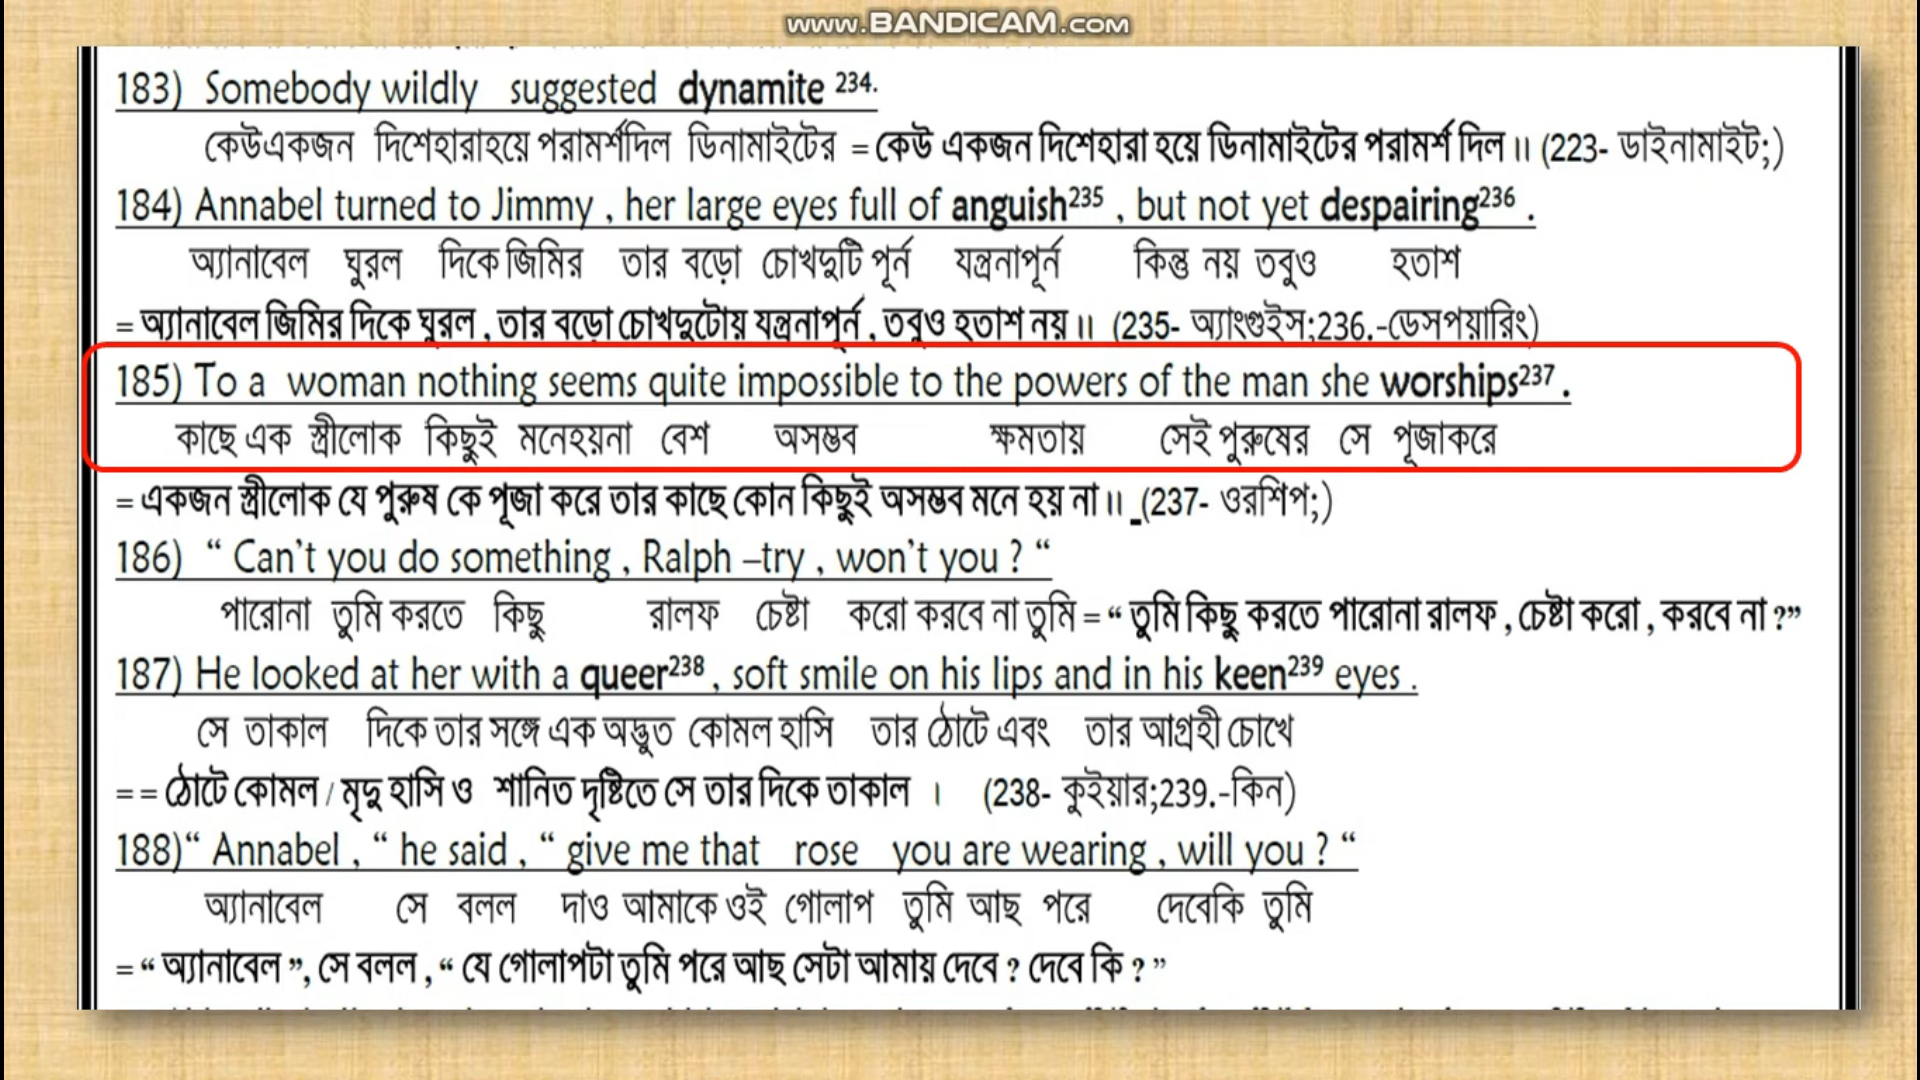 www.BANDICAM.com
183) Somebody wildly suggested dynamite 234.
কেউএকজন দিশেহারাহয়ে পরামর্শদিল ডিনামাইটের = কেউ একজন দিশেহারা হয়ে ডিনামাইটের পরামর্শ দিল ৷৷ (223- ডাইনামাইট;)
184) Annabel turned to Jimmy , her large eyes full of anguish235 , but not yet despairing236 .
অ্যানাবেল ঘুরল দিকে জিমির তার বড়ো চোখদুটি পূর্ন যন্ত্রনাপূর্ন কিন্তু নয় তবুও হতাশ
= অ্যানাবেল জিমির দিকে ঘুরল , তার বড়ো চোখদুটোয় যন্ত্রনাপূর্ন , তবুও হতাশ নয় ৷৷ (235- অ্যাংগুইস;236.-ডেসপয়ারিং)
185) To a woman nothing seems quite impossible to the powers of the man she worships237 .
কাছে এক স্ত্রীলোক কিছুই মনেহয়না বেশ অসম্ভব ক্ষমতায় সেই পুরুষের সে পূজাকরে
= একজন স্ত্রীলোক যে পুরুষ কে পূজা করে তার কাছে কোন কিছুই অসম্ভব মনে হয় না ৷৷ _(237- ওরশিপ;)
186) “ Can’t you do something , Ralph –try , won’t you ? “
পারোনা তুমি করতে কিছু রালফ চেষ্টা করো করবে না তুমি = “ তুমি কিছু করতে পারোনা রালফ , চেষ্টা করো , করবে না ?”
187) He looked at her with a queer238 , soft smile on his lips and in his keen239 eyes .
সে তাকাল দিকে তার সঙ্গে এক অদ্ভুত কোমল হাসি তার ঠোটে এবং তার আগ্রহী চোখে
= = ঠোটে কোমল / মৃদু হাসি ও শানিত দৃষ্টিতে সে তার দিকে তাকাল । (238- কুইয়ার;239.-কিন)
188)“ Annabel , “ he said , “ give me that rose you are wearing , will you ? “
অ্যানাবেল সে বলল দাও আমাকে ওই গোলাপ তুমি আছ পরে দেবেকি তুমি
= “ অ্যানাবেল ”, সে বলল , “ যে গোলাপটা তুমি পরে আছ সেটা আমায় দেবে ? দেবে কি ? ”